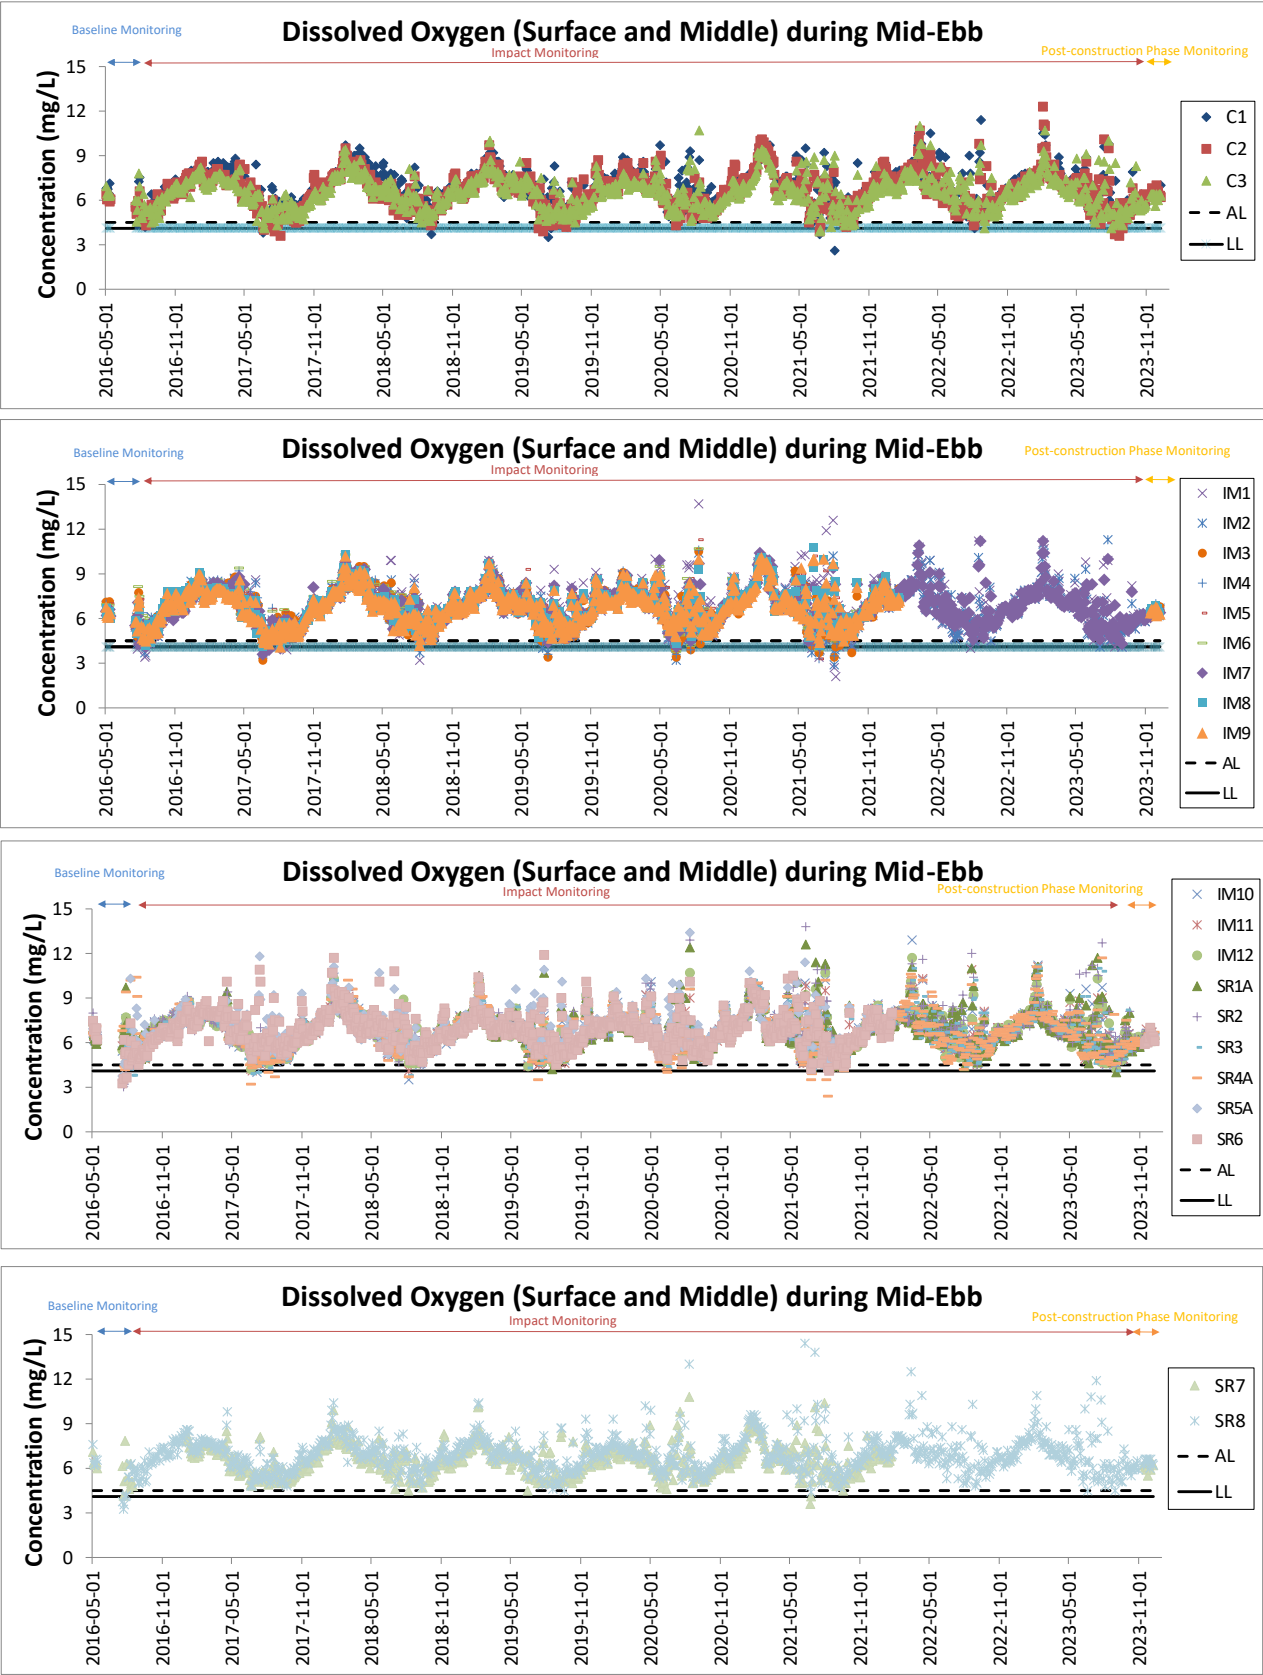 Dissolved Oxygen (Surface and Middle) during Mid-Ebb
Baseline Monitoring
Impact Monitoring
Post-construction Phase Monitoring
Concentration (mg/L)
15
12
9
6
3
0
2016-05-01
2016-11-01
2017-05-01
2017-11-01
2018-05-01
2018-11-01
2019-05-01
2019-11-01
2020-05-01
2020-11-01
2021-05-01
2021-11-01
2022-05-01
2022-11-01
2023-05-01
2023-11-01
C1
C2
C3
AL
LL
Dissolved Oxygen (Surface and Middle) during Mid-Ebb
Baseline Monitoring
Impact Monitoring
Post-construction Phase Monitoring
Concentration (mg/L)
15
12
9
6
3
0
2016-05-01
2016-11-01
2017-05-01
2017-11-01
2018-05-01
2018-11-01
2019-05-01
2019-11-01
2020-05-01
2020-11-01
2021-05-01
2021-11-01
2022-05-01
2022-11-01
2023-05-01
2023-11-01
IM1
IM2
IM3
IM4
IM5
IM6
IM7
IM8
IM9
AL
LL
Dissolved Oxygen (Surface and Middle) during Mid-Ebb
Baseline Monitoring
Impact Monitoring
Post-construction Phase Monitoring
Concentration (mg/L)
15
12
9
6
3
0
2016-05-01
2016-11-01
2017-05-01
2017-11-01
2018-05-01
2018-11-01
2019-05-01
2019-11-01
2020-05-01
2020-11-01
2021-05-01
2021-11-01
2022-05-01
2022-11-01
2023-05-01
2023-11-01
IM10
IM11
IM12
SR1A
SR2
SR3
SR4A
SR5A
SR6
AL
LL
Dissolved Oxygen (Surface and Middle) during Mid-Ebb
Baseline Monitoring
Impact Monitoring
Post-construction Phase Monitoring
Concentration (mg/L)
15
12
9
6
3
0
2016-05-01
2016-11-01
2017-05-01
2017-11-01
2018-05-01
2018-11-01
2019-05-01
2019-11-01
2020-05-01
2020-11-01
2021-05-01
2021-11-01
2022-05-01
2022-11-01
2023-05-01
2023-11-01
SR7
SR8
AL
LL